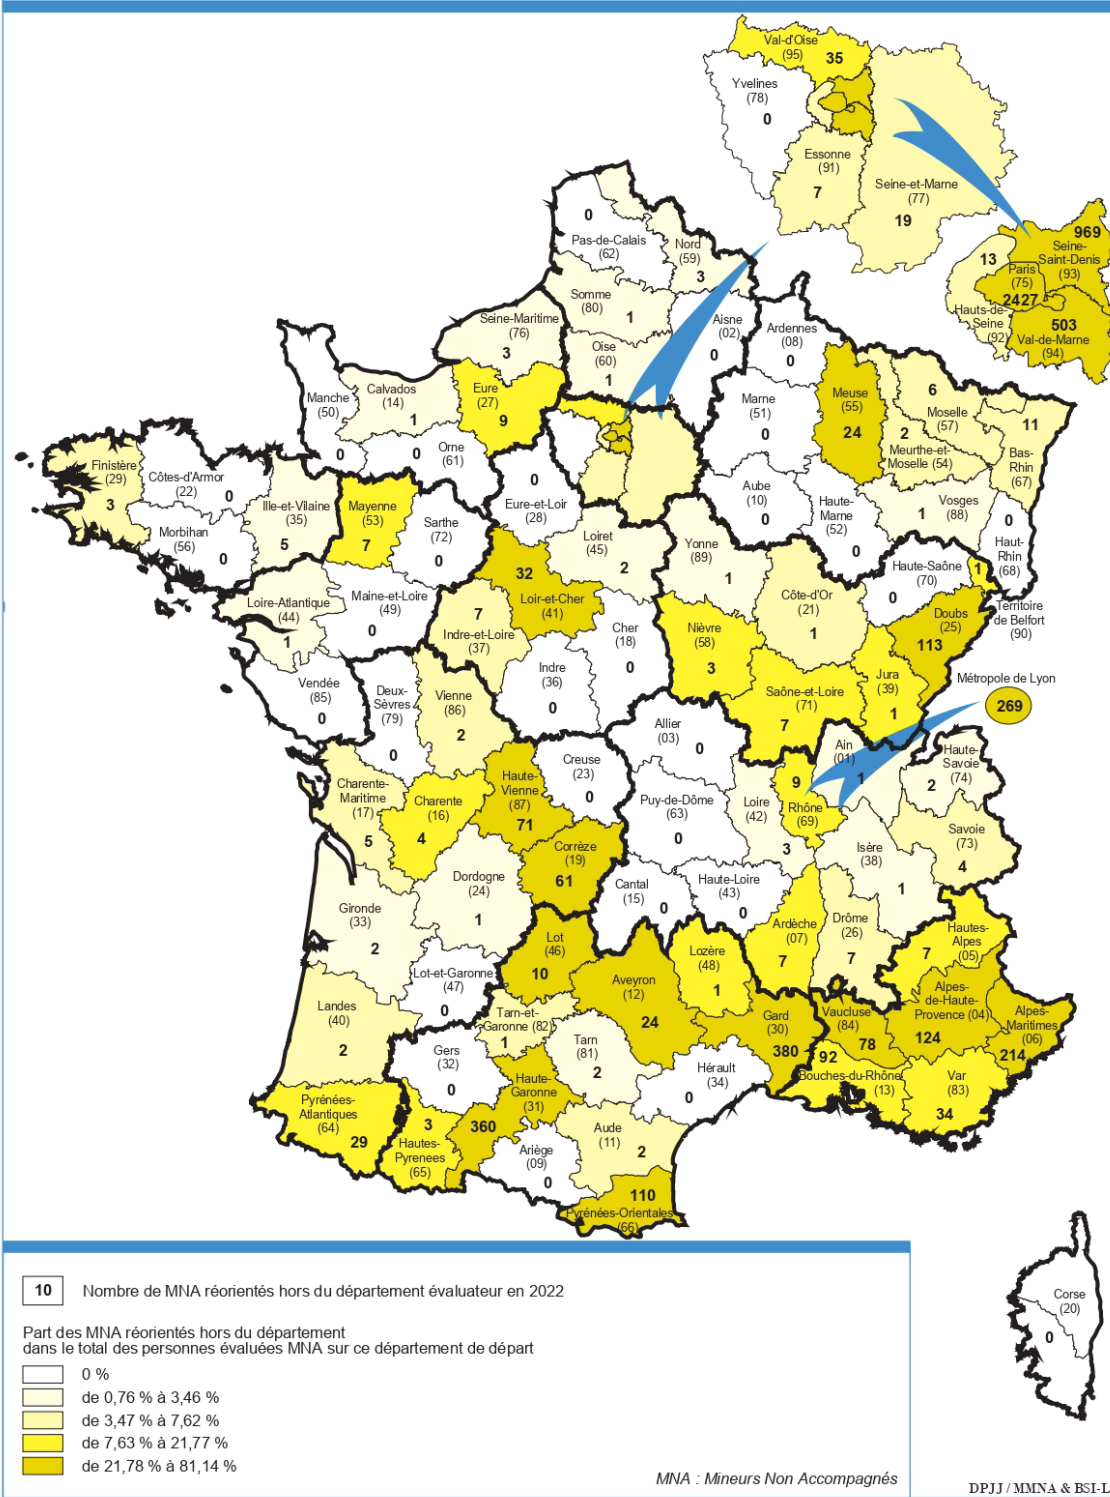 Val-d'Oise
(95)
35
Yvelines
(78)
0
Essonne
(91)
7
Seine-et-Marne
(77)
19
969
Seine-
Saint-Denis
(93)
13
Paris
(75)
2427
Hauts-de-
Seine
(92)
503
Val-de-Marne
(94)
0
Pas-de-Calais
(62)
Nord
(59)
3
Somme
(80)
1
Aisne
(02)
0
Ardennes
(08)
0
Seine-Maritime
(76)
3
Oise
(60)
1
Manche
(50)
0
Calvados
(14)
1
Eure
(27)
9
Orne
(61)
0
Marne
(51)
0
Meuse
(55)
24
6
Moselle
(57)
2
Meurthe-et-
Moselle (54)
11
Bas-
Rhin
(67)
Finistère
(29)
3
Côtes-d'Armor
(22)
0
Morbihan
(56)
0
Ille-et-Vilaine
(35)
5
Mayenne
(53)
7
Sarthe
(72)
0
0
Eure-et-Loir
(28)
Loiret
(45)
2
Yonne
(89)
1
Aube
(10)
0
Haute-
Marne
(52)
0
1
Vosges
(88)
0
Haut-
Rhin
(68)
Haute-Saône
(70)
0
1
Territoire
de Belfort
(90)
Loire-Atlantique
(44)
1
Maine-et-Loire
(49)
0
7
Indre-et-Loire
(37)
32
Loir-et-Cher
(41)
Cher
(18)
0
Nièvre
(58)
3
Côte-d'Or
(21)
1
Doubs
(25)
113
Jura
(39)
1
Saône-et-Loire
(71)
7
Métropole de Lyon
269
Vendée
(85)
0
Deux-
Sèvres
(79)
0
Vienne
(86)
2
Indre
(36)
0
Allier
(03)
0
Ain
(01)
1
Haute-
Savoie
(74)
2
Charente-
Maritime
(17)
5
Charente
(16)
4
Haute-
Vienne
(87)
71
Creuse
(23)
0
Puy-de-Dôme
(63)
0
Loire
(42)
3
9
Rhône
(69)
Isère
(38)
1
Savoie
(73)
4
Corrèze
(19)
61
Dordogne
(24)
1
Cantal
(15)
0
Haute-Loire
(43)
0
Gironde
(33)
2
Lot-et-Garonne
(47)
0
Lot
(46)
10
Aveyron
(12)
24
Lozère
(48)
1
Ardèche
(07)
7
Drôme
(26)
7
Hautes-
Alpes
(05)
7
Landes
(40)
2
Tarn-et-
Garonne (82)
1
Tarn
(81)
2
Gard
(30)
380
Vaucluse
(84)
78
Alpes-
de-Haute-
Provence (04)
124
Alpes-
Maritimes
(06)
214
Gers
(32)
0
Haute-
Garonne
(31)
360
Hérault
(34)
0
92
Bouches-du-Rhône
(13)
Var
(83)
34
Pyrénées-
Atlantiques
(64)
29
3
Hautes-
Pyrenees
(65)
Ariège
(09)
0
Aude
(11)
2
110
Pyrénées-Orientales
(66)
Corse
(20)
0
10 Nombre de MNA réorientés hors du département évaluateur en 2022
Part des MNA réorientés hors du département
dans le total des personnes évaluées MNA sur ce département de départ
0 %
de 0,76 % à 3,46 %
de 3,47 % à 7,62 %
de 7,63 % à 21,77 %
de 21,78 % à 81,14 %
MNA : Mineurs Non Accompagnés
DPJJ / MMNA & BSI-L